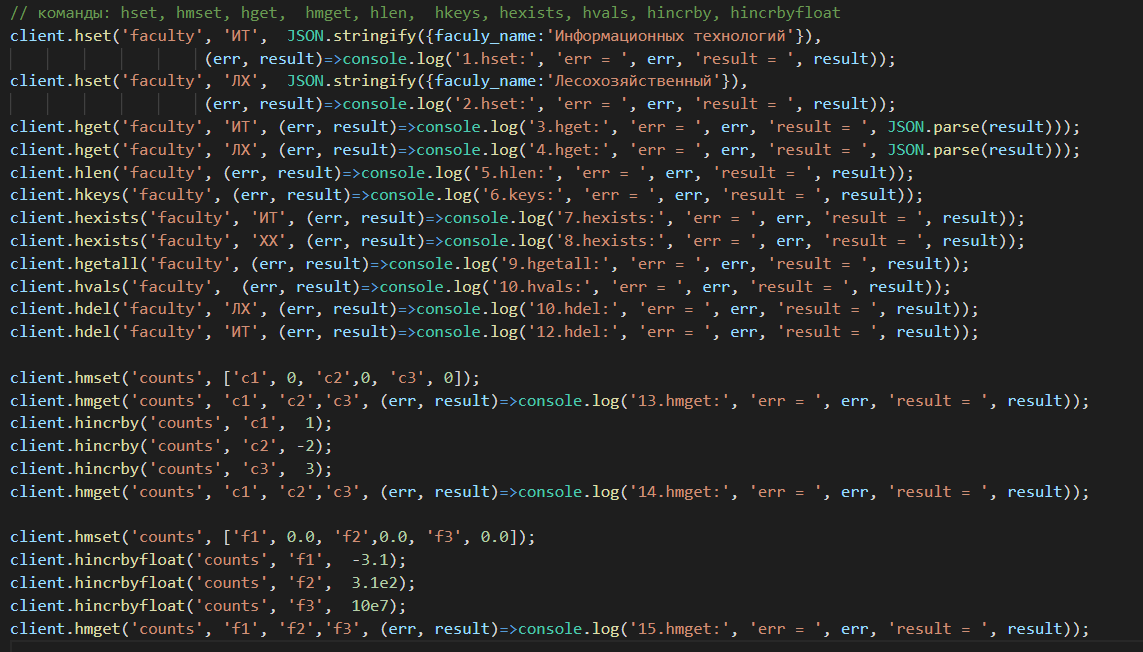 // команды: hset, hmset, hget,  hmget, hlen,  hkeys, hexists, hvals, hincrby, hincrbyfloat
client.hset('faculty', 'ИТ',  JSON.stringify({faculy_name:'Информационных технологий'}),
                     (err, result)=>console.log('1.hset:', 'err = ', err, 'result = ', result));
client.hset('faculty', 'ЛХ',  JSON.stringify({faculy_name:'Лесохозяйственный'}),
                     (err, result)=>console.log('2.hset:', 'err = ', err, 'result = ', result));
client.hget('faculty', 'ИТ', (err, result)=>console.log('3.hget:', 'err = ', err, 'result = ', JSON.parse(result)));
client.hget('faculty', 'ЛХ', (err, result)=>console.log('4.hget:', 'err = ', err, 'result = ', JSON.parse(result)));
client.hlen('faculty', (err, result)=>console.log('5.hlen:', 'err = ', err, 'result = ', result));
client.hkeys('faculty', (err, result)=>console.log('6.keys:', 'err = ', err, 'result = ', result));
client.hexists('faculty', 'ИТ', (err, result)=>console.log('7.hexists:', 'err = ', err, 'result = ', result));
client.hexists('faculty', 'XX', (err, result)=>console.log('8.hexists:', 'err = ', err, 'result = ', result));
client.hgetall('faculty', (err, result)=>console.log('9.hgetall:', 'err = ', err, 'result = ', result));
client.hvals('faculty',  (err, result)=>console.log('10.hvals:', 'err = ', err, 'result = ', result));
client.hdel('faculty', 'ЛХ', (err, result)=>console.log('10.hdel:', 'err = ', err, 'result = ', result));
client.hdel('faculty', 'ИТ', (err, result)=>console.log('12.hdel:', 'err = ', err, 'result = ', result));

client.hmset('counts', ['c1', 0, 'c2',0, 'c3', 0]);
client.hmget('counts', 'c1', 'c2','c3', (err, result)=>console.log('13.hmget:', 'err = ', err, 'result = ', result));
client.hincrby('counts', 'c1',  1);
client.hincrby('counts', 'c2', -2);
client.hincrby('counts', 'c3',  3);
client.hmget('counts', 'c1', 'c2','c3', (err, result)=>console.log('14.hmget:', 'err = ', err, 'result = ', result));

client.hmset('counts', ['f1', 0.0, 'f2',0.0, 'f3', 0.0]);
client.hincrbyfloat('counts', 'f1',  -3.1);
client.hincrbyfloat('counts', 'f2',  3.1e2);
client.hincrbyfloat('counts', 'f3',  10e7);
client.hmget('counts', 'f1', 'f2','f3', (err, result)=>console.log('15.hmget:', 'err = ', err, 'result = ', result));